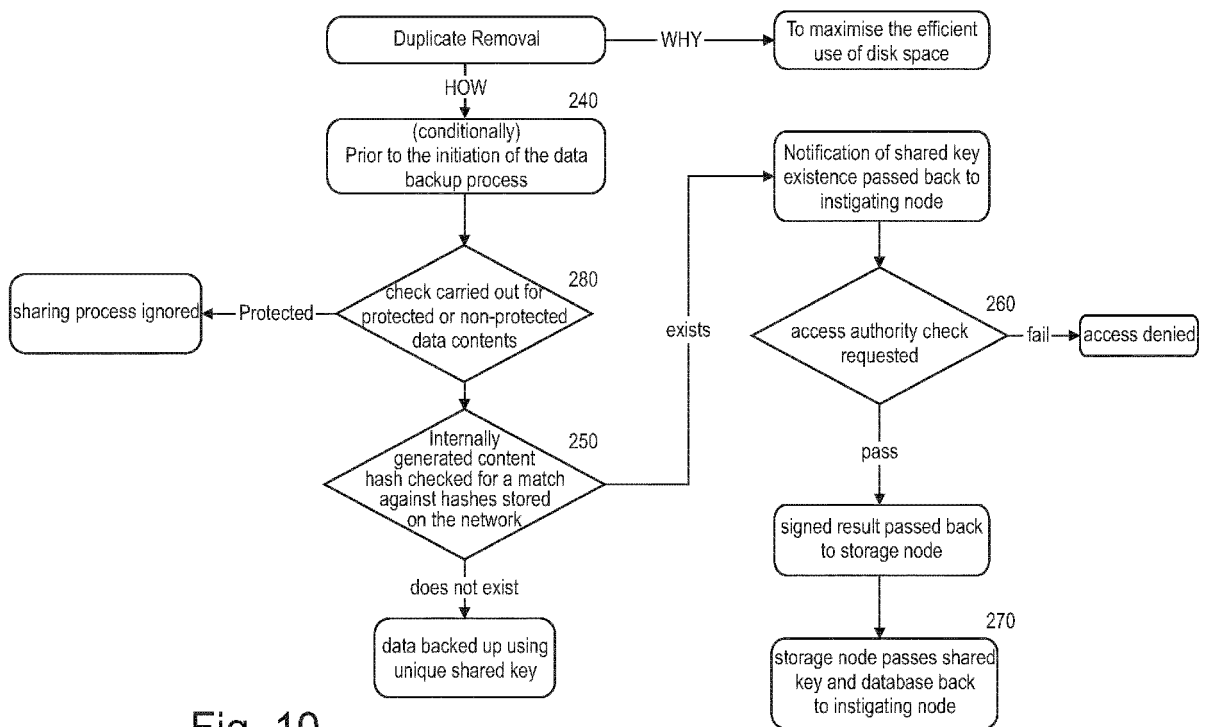 Duplicate Removal
WHY
To maximise the efficient
use of disk space
HOW
240
(conditionally)
Prior to the initiation of the data
backup process
280
check carried out for
protected or non-protected
data contents
Protected
sharing process ignored
250
Internally
generated content
hash checked for a match
against hashes stored
on the network
does not exist
data backed up using
unique shared key
exists
Notification of shared key
existence passed back to
instigating node
260
access authority check
requested
fail
access denied
pass
signed result passed back
to storage node
270
storage node passes shared
key and database back
to instigating node
Fig. 10